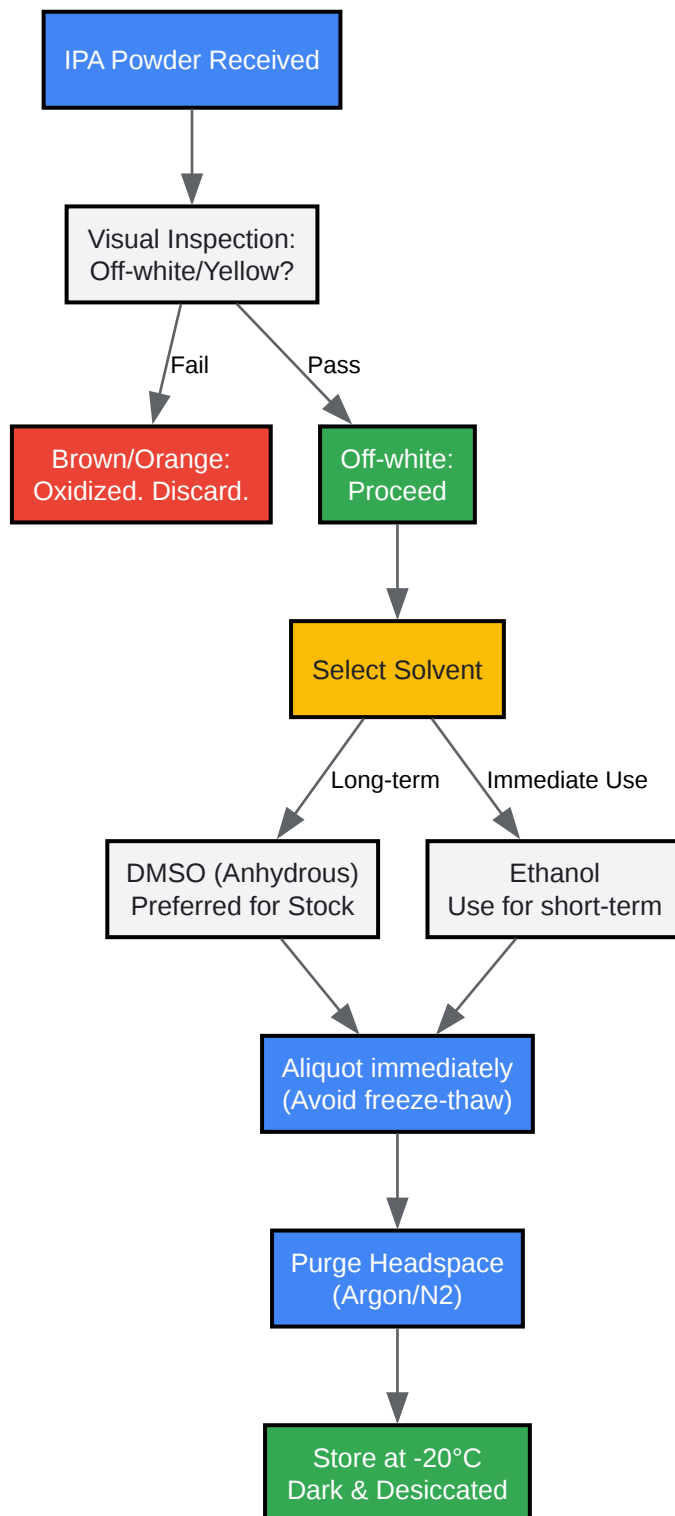 IPA Powder Received
Visual Inspection:
Off-white/Yellow?
Fail
Pass
Brown/Orange:
Oxidized. Discard.
Off-white:
Proceed
Select Solvent
Long-term
Immediate Use
DMSO (Anhydrous)
Preferred for Stock
Ethanol
Use for short-term
Aliquot immediately
(Avoid freeze-thaw)
Purge Headspace
(Argon/N2)
Store at -20°C
Dark & Desiccated